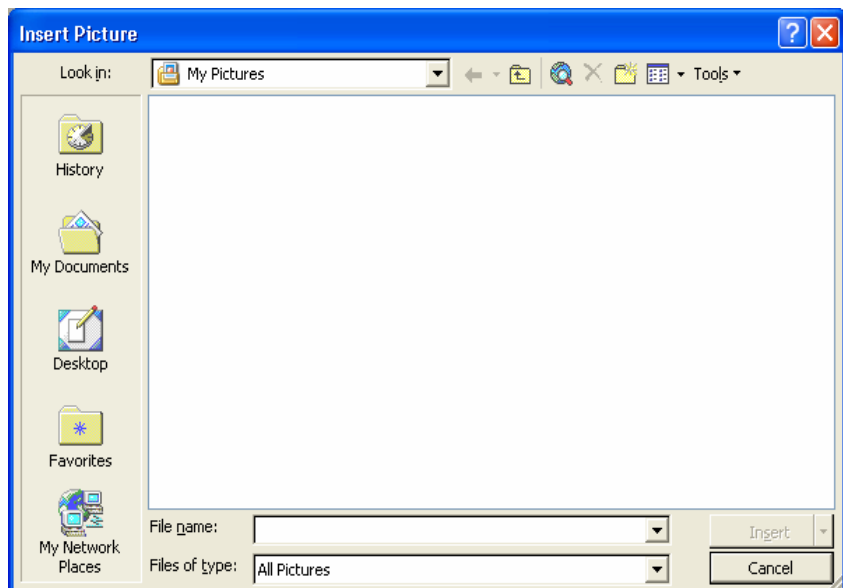 Insert Picture
Look in: My Pictures Tools
History
My Documents
Desktop
Favorites
My Network
Places
File name: Insert
Files of type: All Pictures Cancel